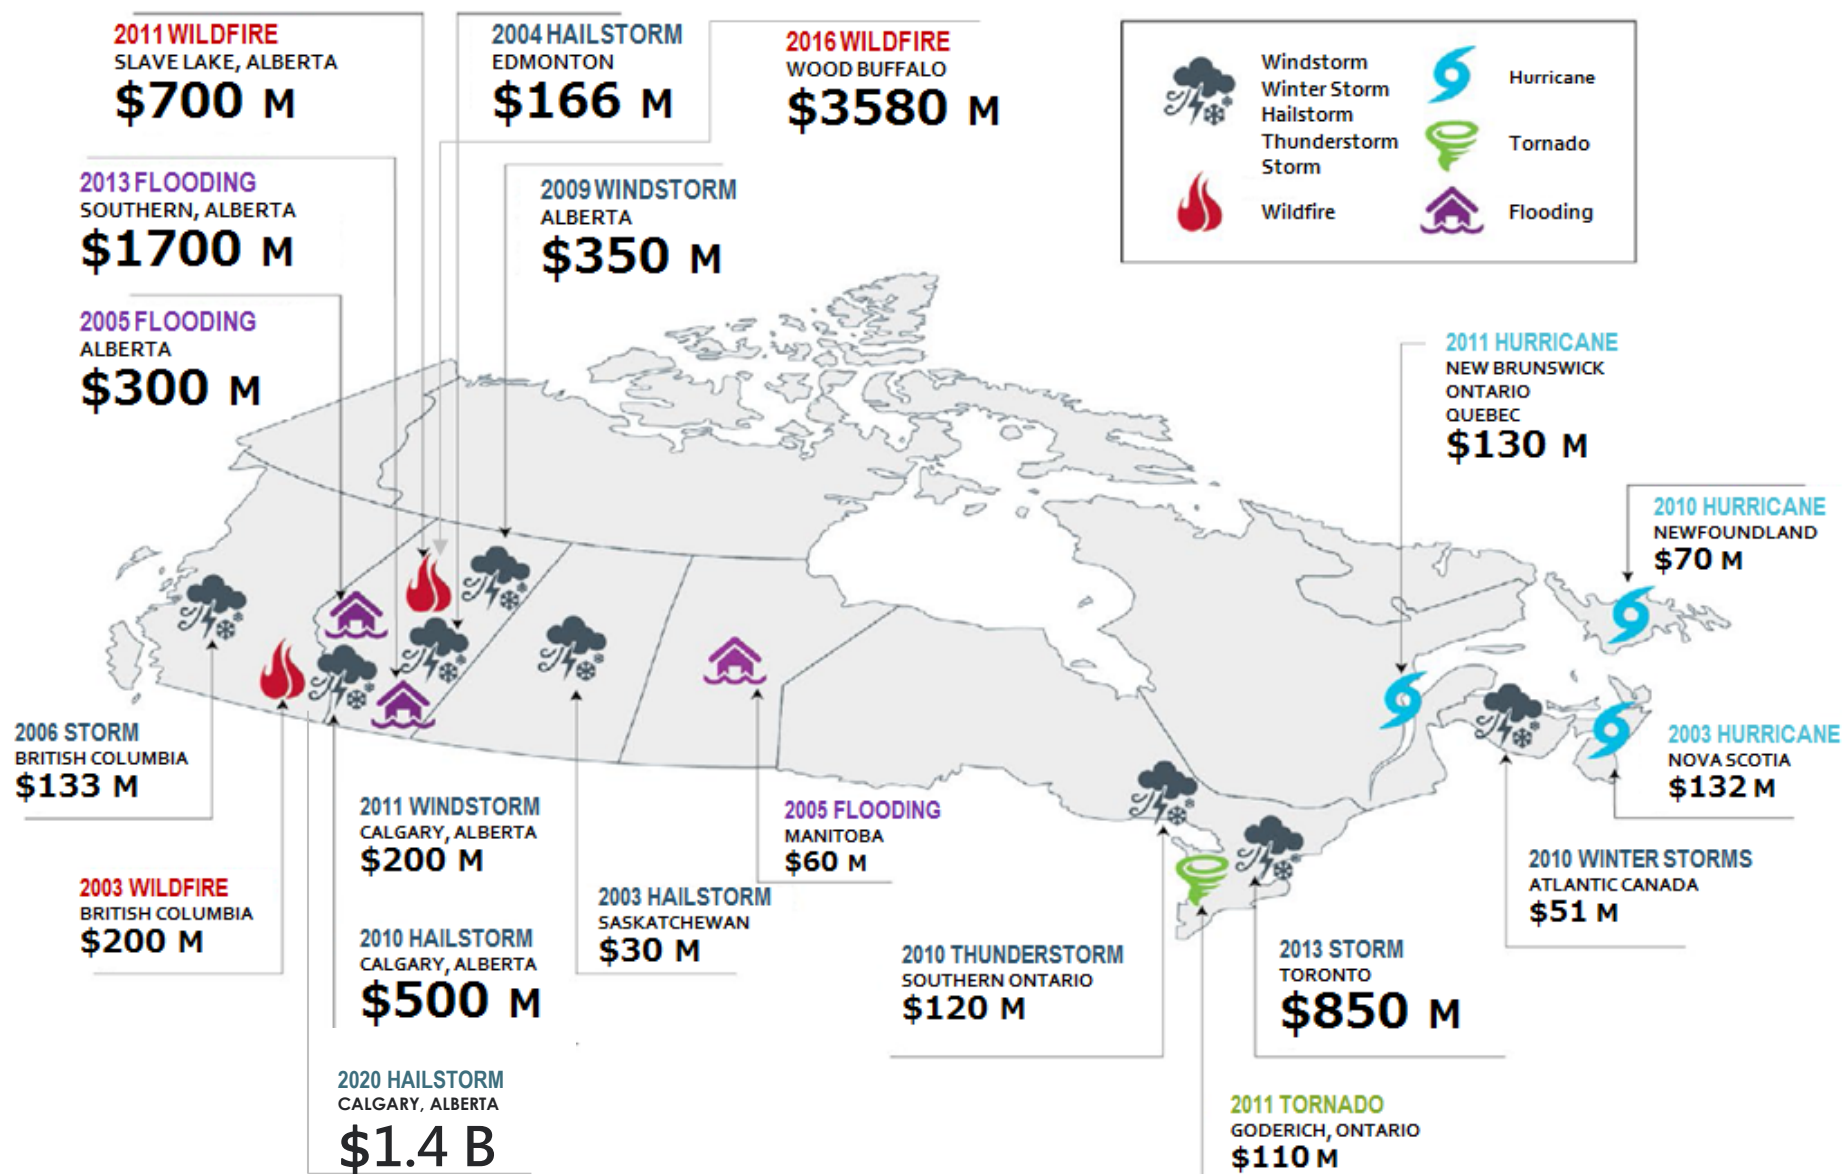 2011 WILDFIRE
SLAVE LAKE, ALBERTA
$700 M
2004 HAILSTORM
EDMONTON
$166 M
2016 WILDFIRE
WOOD BUFFALO
$3580 M
Windstorm
Winter Storm
Hailstorm
Thunderstorm
Storm
Wildfire
Hurricane
Tornado
Flooding
2013 FLOODING
SOUTHERN, ALBERTA
$1700 M
2009 WINDSTORM
ALBERTA
$350 M
2005 FLOODING
ALBERTA
$300 M
2011 HURRICANE
NEW BRUNSWICK
ONTARIO
QUEBEC
$130 M
2010 HURRICANE
NEWFOUNDLAND
$70 M
2006 STORM
BRITISH COLUMBIA
$133 M
2003 HURRICANE
NOVA SCOTIA
$132 M
2011 WINDSTORM
CALGARY, ALBERTA
$200 M
2005 FLOODING
MANITOBA
$60 M
2003 WILDFIRE
BRITISH COLUMBIA
$200 M
2003 HAILSTORM
SASKATCHEWAN
$30 M
2010 WINTER STORMS
ATLANTIC CANADA
$51 M
2010 HAILSTORM
CALGARY, ALBERTA
$500 M
2010 THUNDERSTORM
SOUTHERN ONTARIO
$120 M
2013 STORM
TORONTO
$850 M
2020 HAILSTORM
CALGARY, ALBERTA
$1.4 B
2011 TORNADO
GODERICH, ONTARIO
$110 M